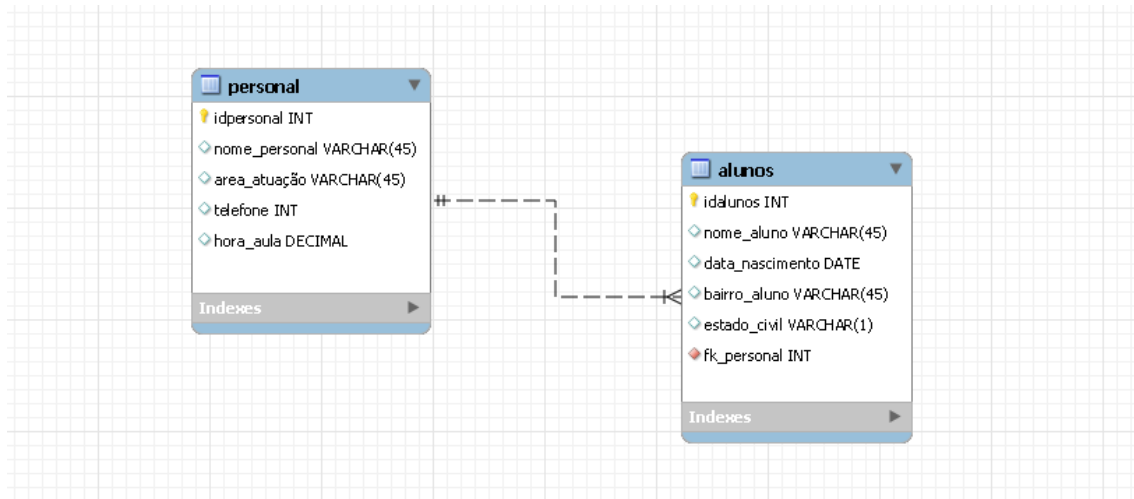 personal
idpersonal INT
nome_personal VARCHAR(45)
area_atuação VARCHAR(45)
telefone INT
hora_aula DECIMAL
Indexes
alunos
idalunos INT
nome_aluno VARCHAR(45)
data_nascimento DATE
bairro_aluno VARCHAR(45)
estado_civil VARCHAR(1)
fk_personal INT
Indexes